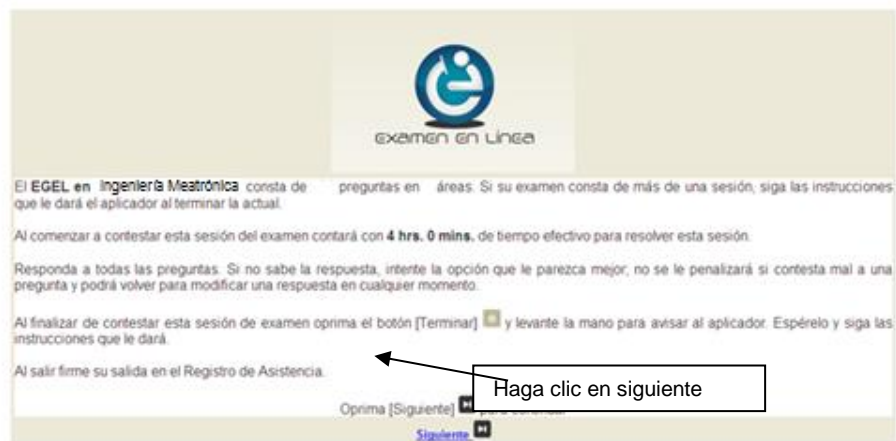 examen en línea
El EGEL en Ingeniería Meatrónica consta de preguntas en áreas. Si su examen consta de más de una sesión, siga las instrucciones
que le dará el aplicador al terminar la actual.
Al comenzar a contestar esta sesión del examen contará con 4 hrs. 0 mins. de tiempo efectivo para resolver esta sesión.
Responda a todas las preguntas. Si no sabe la respuesta, intente la opción que le parezca mejor; no se le penalizará si contesta mal a una
pregunta y podrá volver para modificar una respuesta en cualquier momento.
Al finalizar de contestar esta sesión de examen oprima el botón [Terminar] y levante la mano para avisar al aplicador. Espérelo y siga las
instrucciones que le dará.
Al salir firme su salida en el Registro de Asistencia.
Haga clic en siguiente
Oprima [Siguiente]
Siguiente